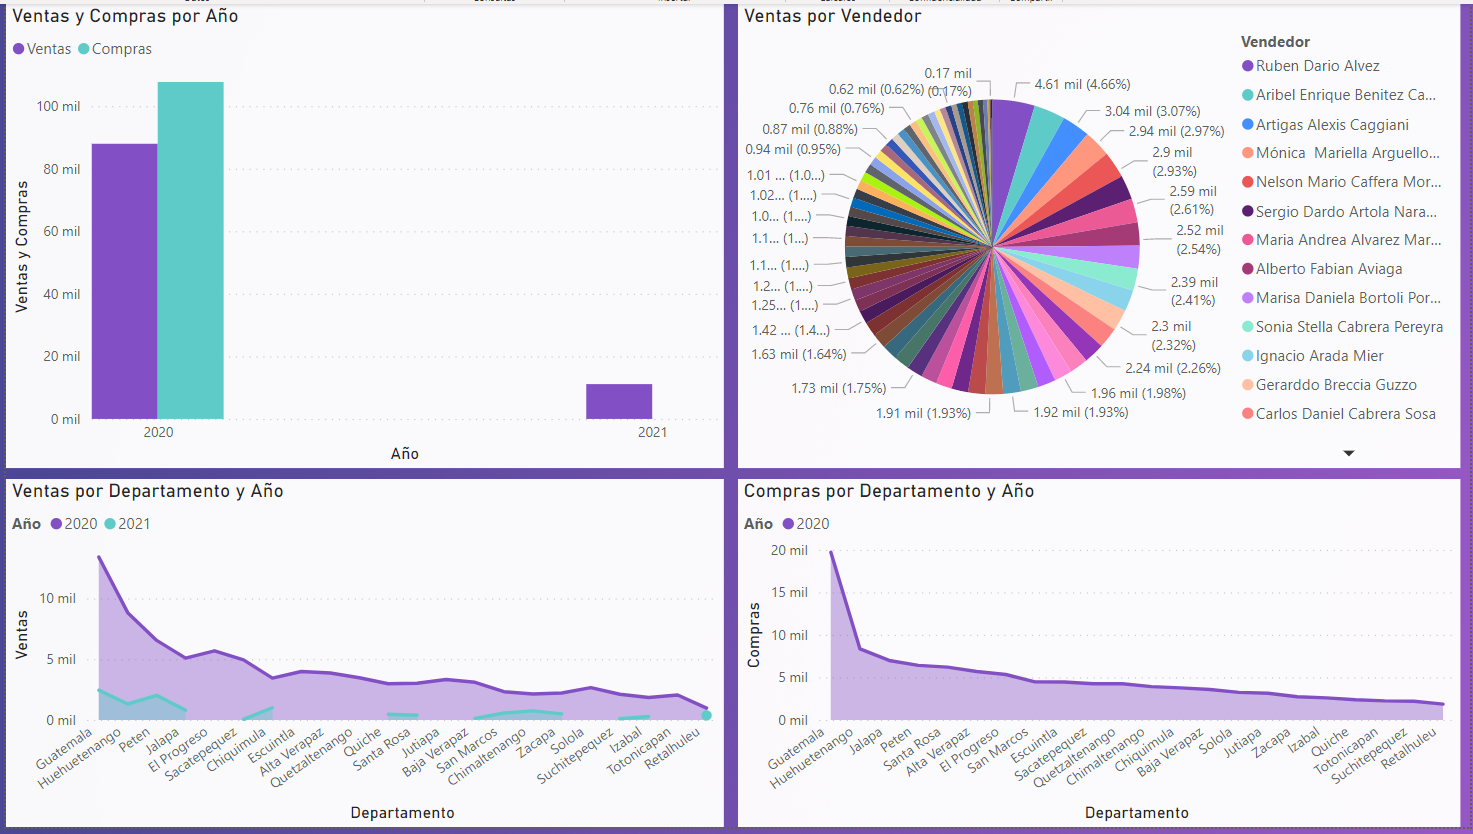 Ventas y Compras por Año
Ventas Compras
100 mil
80 mil
60 mil
40 mil
20 mil
0 mil
Ventas y Compras
2020
2021
Año
Ventas por Vendedor
0.17 mil
(0.17%)
0.62 mil (0.62%)
0.76 mil (0.76%)
0.87 mil (0.88%)
0.94 mil (0.95%)
1.01 ... (1.0...)
1.02... (1....)
1.0... (1....)
1.1... (1...)
1.1... (1....)
1.2... (1....)
1.25... (1....)
1.42 ... (1.4...)
1.63 mil (1.64%)
1.73 mil (1.75%)
1.91 mil (1.93%)
4.61 mil (4.66%)
3.04 mil (3.07%)
2.94 mil (2.97%)
2.9 mil
(2.93%)
2.59 mil
(2.61%)
2.52 mil
(2.54%)
2.39 mil
(2.41%)
2.3 mil
(2.32%)
2.24 mil (2.26%)
1.96 mil (1.98%)
1.92 mil (1.93%)
Vendedor
Ruben Dario Alvez
Aribel Enrique Benitez Ca...
Artigas Alexis Caggiani
Mónica Mariella Arguello...
Nelson Mario Caffera Mor...
Sergio Dardo Artola Nara...
Maria Andrea Alvarez Mar...
Alberto Fabian Aviaga
Marisa Daniela Bortoli Por...
Sonia Stella Cabrera Pereyra
Ignacio Arada Mier
Gerarddo Breccia Guzzo
Carlos Daniel Cabrera Sosa
Ventas por Departamento y Año
Año 2020 2021
10 mil
5 mil
0 mil
Ventas
Guatemala
Huehuetenango
Peten
Jalapa
El Progreso
Sacatepequez
Chiquimula
Escuintla
Alta Verapaz
Quetzaltenango
Quiche
Santa Rosa
Jutiapa
Baja Verapaz
San Marcos
Chimaltenango
Zacapa
Solola
Suchitepequez
Izabal
Totonicapan
Retalhuleu
Departamento
Compras por Departamento y Año
Año 2020
20 mil
15 mil
10 mil
5 mil
0 mil
Compras
Guatemala
Huehuetenango
Jalapa
Peten
Santa Rosa
Alta Verapaz
El Progreso
San Marcos
Escuintla
Sacatepequez
Quetzaltenango
Chimaltenango
Chiquimula
Baja Verapaz
Solola
Jutiapa
Zacapa
Izabal
Quiche
Totonicapan
Suchitepequez
Retalhuleu
Departamento